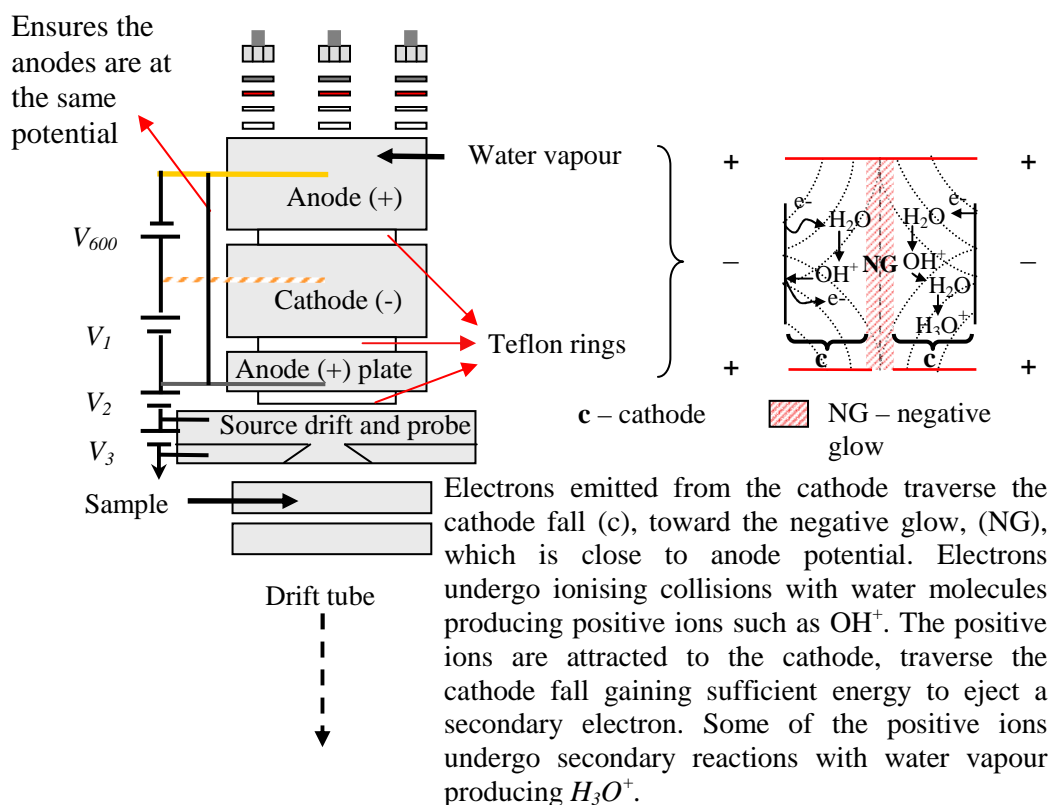 Ensures the
anodes are at
the same
potential
Water vapour
Anode (+)
V600
Cathode (-)
V1
Teflon rings
Anode (+) plate
V2
Source drift and probe
V3
Sample
Drift tube
+ +
e- e-
H2O H2O
– OH+ NG OH+ –
H2O
e-
H3O+
c c
+ +
c – cathode
NG – negative
glow
Electrons emitted from the cathode traverse the
cathode fall (c), toward the negative glow, (NG),
which is close to anode potential. Electrons
undergo ionising collisions with water molecules
producing positive ions such as OH+. The positive
ions are attracted to the cathode, traverse the
cathode fall gaining sufficient energy to eject a
secondary electron. Some of the positive ions
undergo secondary reactions with water vapour
producing H3O+.